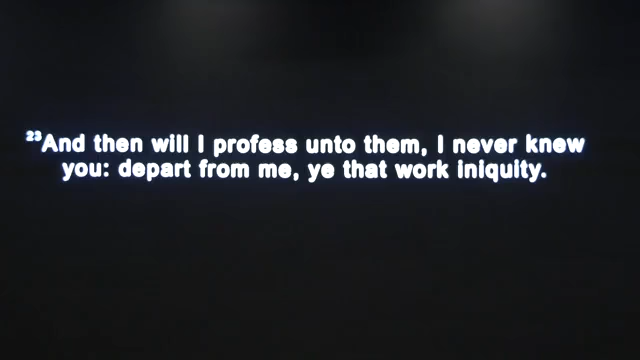 23And then will I profess unto them, I never knew
you: depart from me, ye that work iniquity.